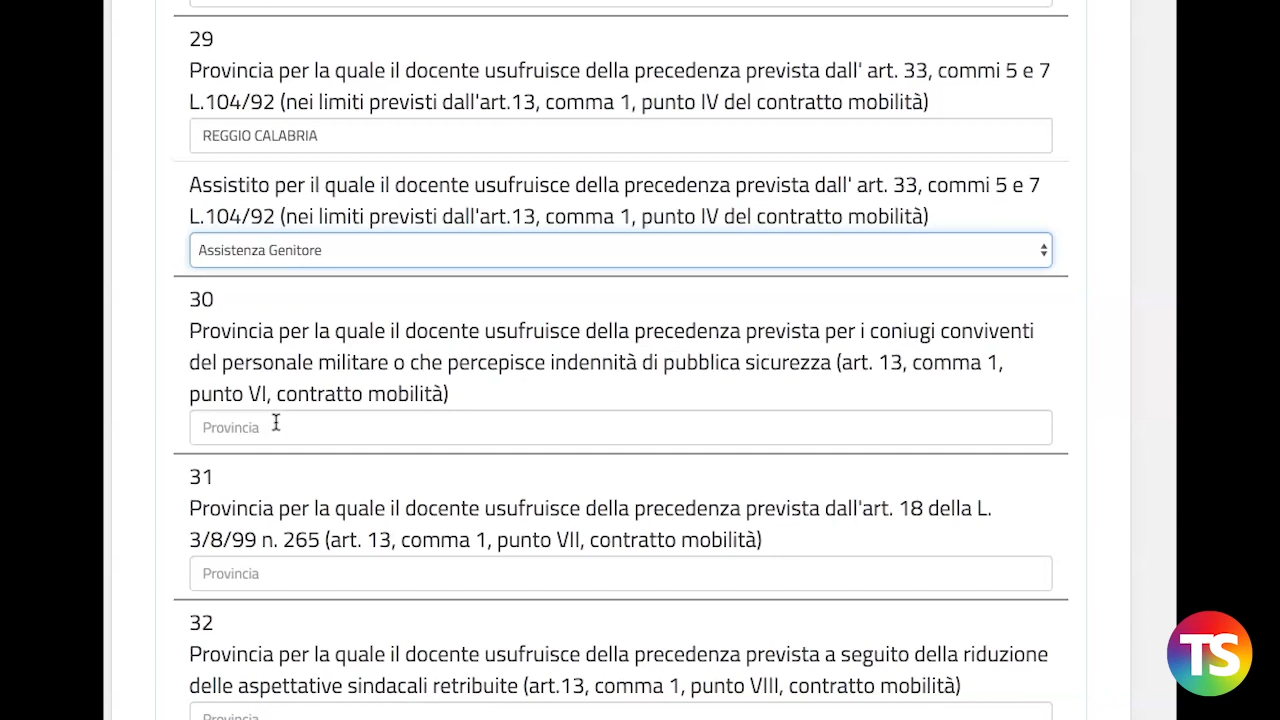 29
Provincia per la quale il docente usufruisce della precedenza prevista dall' art. 33, commi 5 e 7
L.104/92 (nei limiti previsti dall'art.13, comma 1, punto IV del contratto mobilità)
REGGIO CALABRIA
Assistito per il quale il docente usufruisce della precedenza prevista dall' art. 33, commi 5 e 7
L.104/92 (nei limiti previsti dall'art.13, comma 1, punto IV del contratto mobilità)
Assistenza Genitore
30
Provincia per la quale il docente usufruisce della precedenza prevista per i coniugi conviventi
del personale militare o che percepisce indennità di pubblica sicurezza (art. 13, comma 1,
punto VI, contratto mobilità)
Provincia
31
Provincia per la quale il docente usufruisce della precedenza prevista dall'art. 18 della L.
3/8/99 n. 265 (art. 13, comma 1, punto VII, contratto mobilità)
Provincia
32
Provincia per la quale il docente usufruisce della precedenza prevista a seguito della riduzione
delle aspettative sindacali retribuite (art.13, comma 1, punto VIII, contratto mobilità)
Provincia
TS